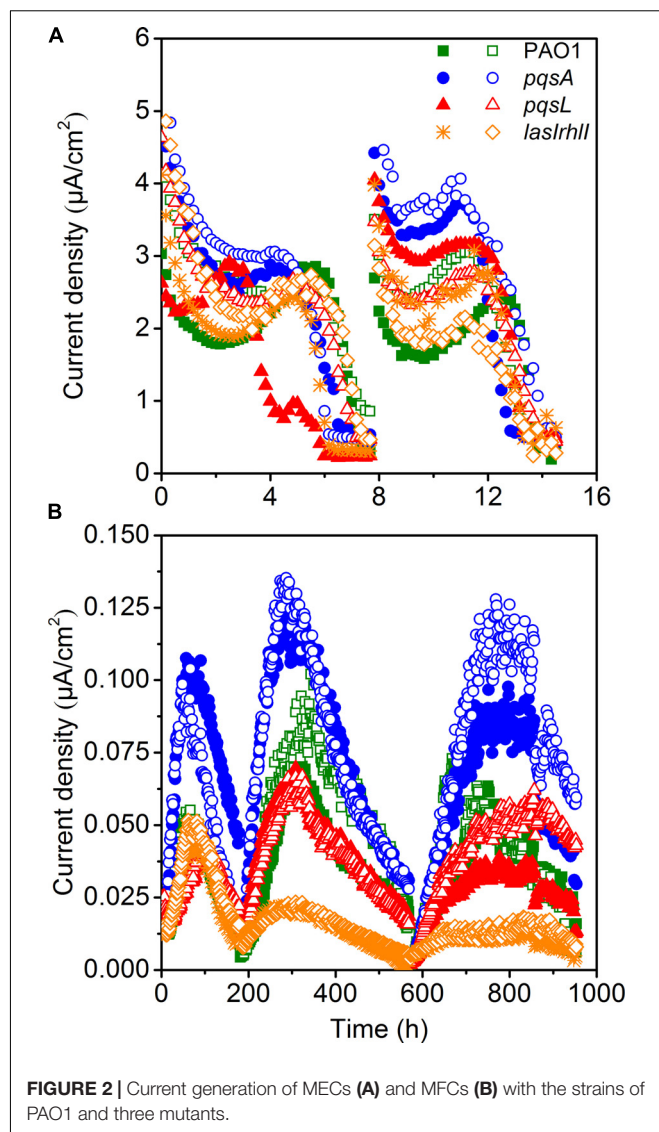 A
6
5
4
3
2
1
0
Current density (µA/cm²)
PAO1
pqsA
pqsL
lasIrhlI
0 4 8 12 16
B
0.150
0.125
0.100
0.075
0.050
0.025
0.000
Current density (µA/cm²)
0 200 400 600 800 1000
Time (h)
FIGURE 2 | Current generation of MECs (A) and MFCs (B) with the strains of
PAO1 and three mutants.